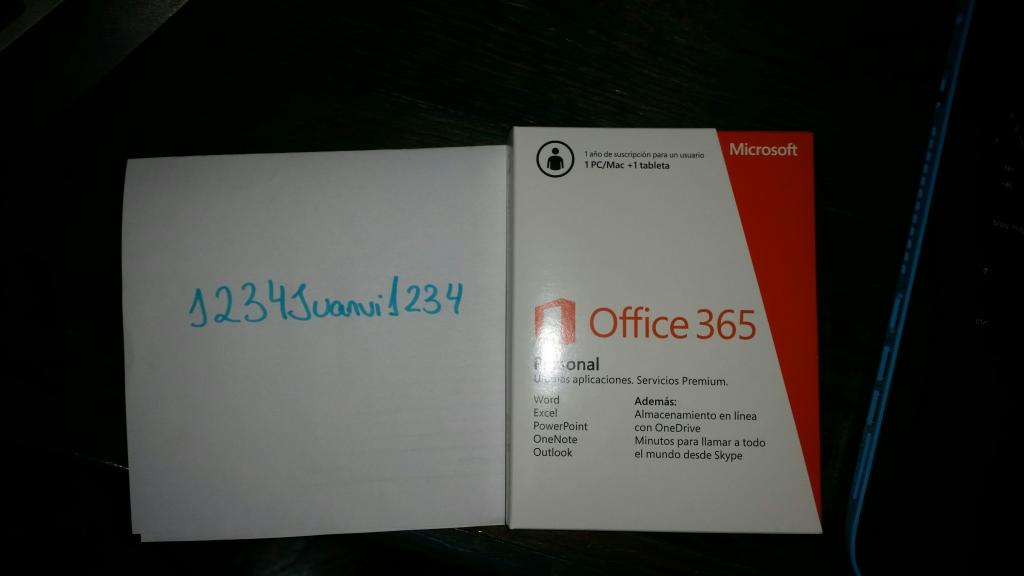 1234Juanvi1234
1 año de suscripción para un usuario
1 PC/Mac +1 tableta
Microsoft
Office 365
Personal
Últimas aplicaciones. Servicios Premium.
Word
Excel
PowerPoint
OneNote
Outlook
Además:
Almacenamiento en línea
con OneDrive
Minutos para llamar a todo
el mundo desde Skype